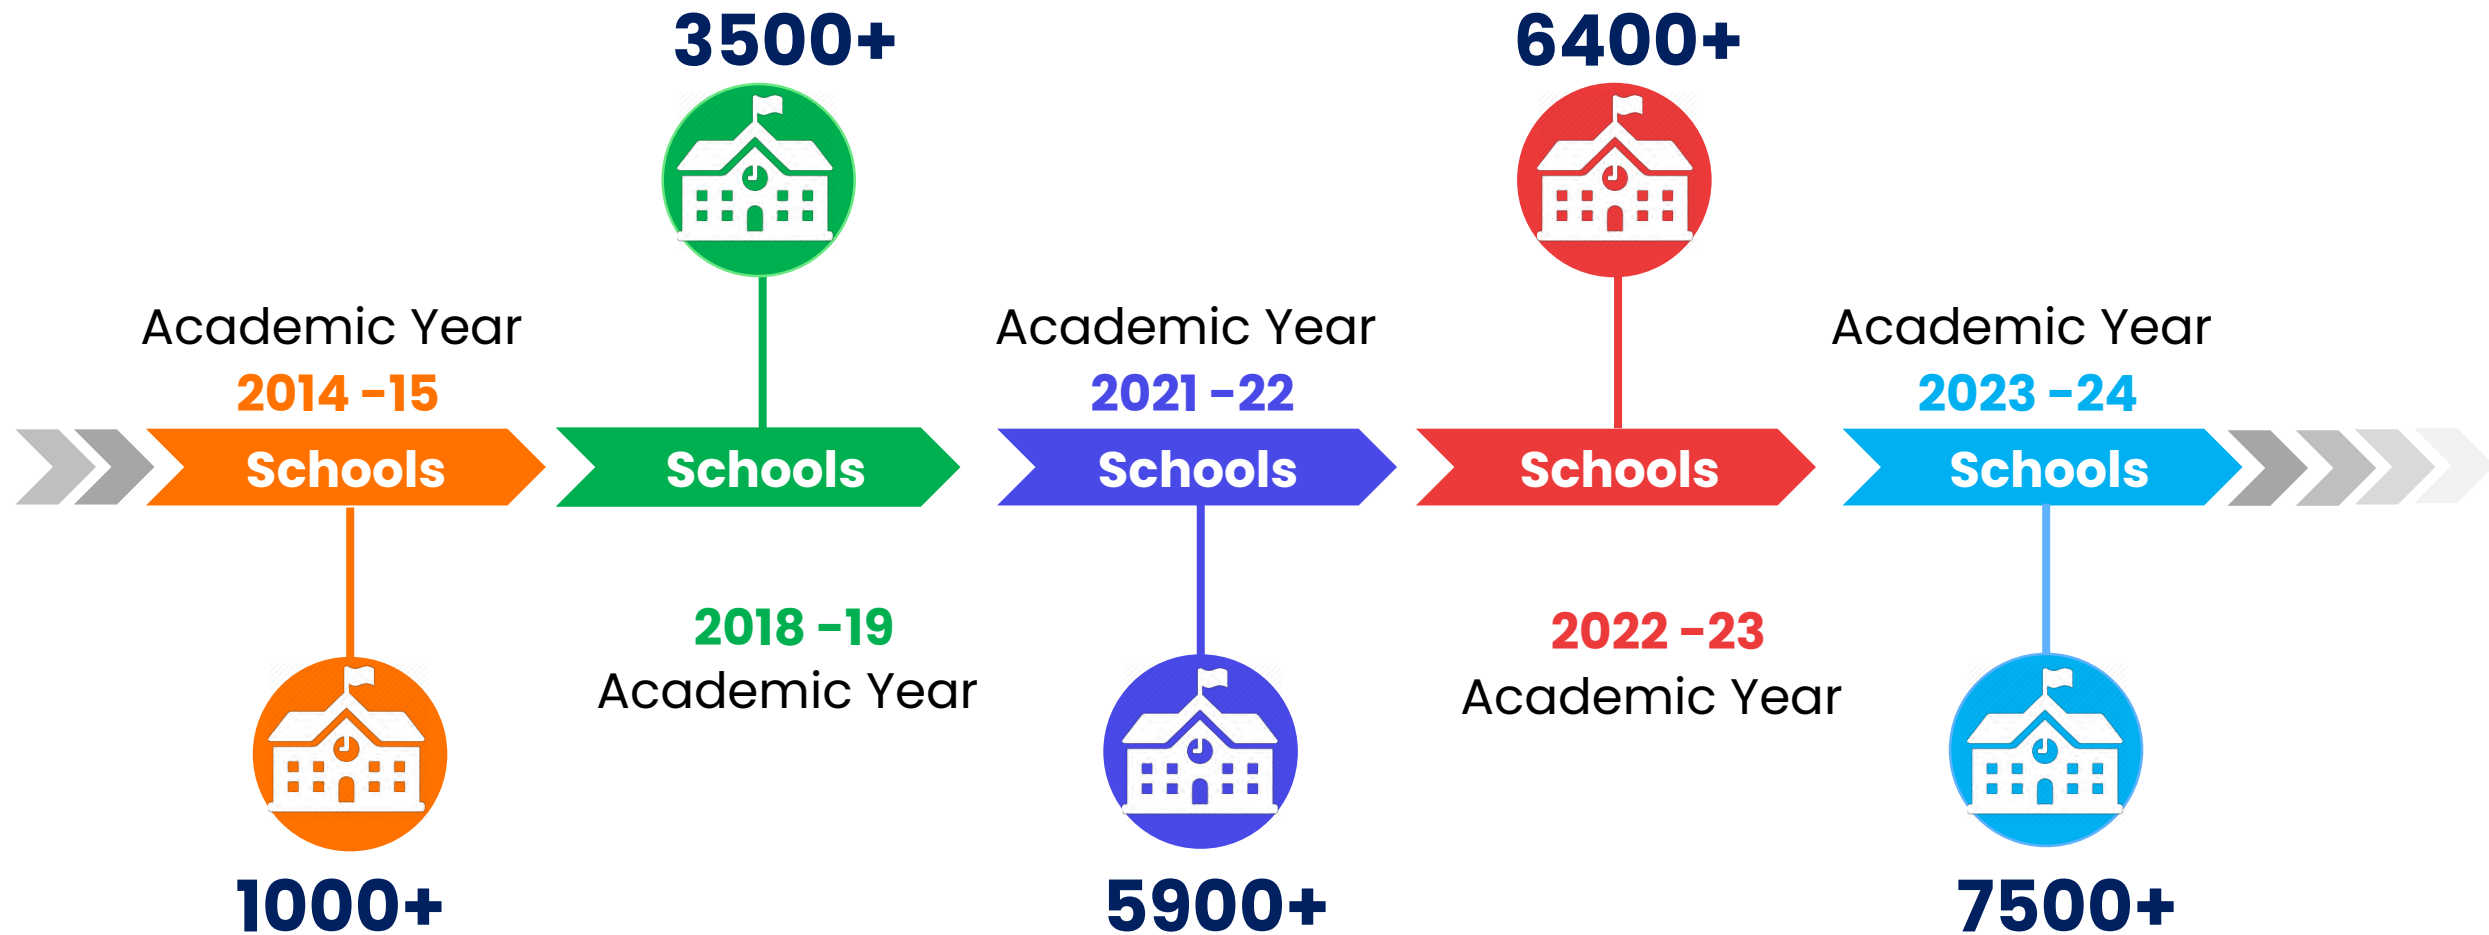 Academic Year
2014 -15
Schools
1000+
3500+
Schools
2018 -19
Academic Year
Academic Year
2021 -22
Schools
5900+
6400+
Schools
2022 -23
Academic Year
Academic Year
2023 -24
Schools
7500+